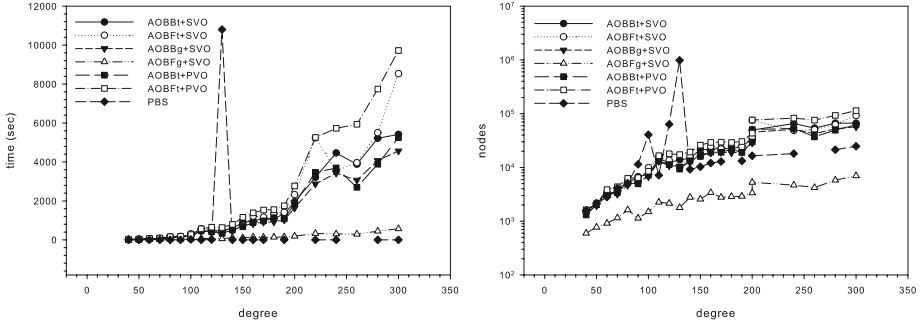 12000
10000
8000
6000
4000
2000
0
time (sec)
AOBBt+SVO
AOBFt+SVO
AOBBg+SVO
AOBFg+SVO
AOBBt+PVO
AOBFt+PVO
PBS
0 50 100 150 200 250 300 350
degree
10^7
10^6
10^5
10^4
10^3
10^2
nodes
AOBBt+SVO
AOBFt+SVO
AOBBg+SVO
AOBFg+SVO
AOBBt+PVO
AOBFt+PVO
PBS
0 50 100 150 200 250 300 350
degree